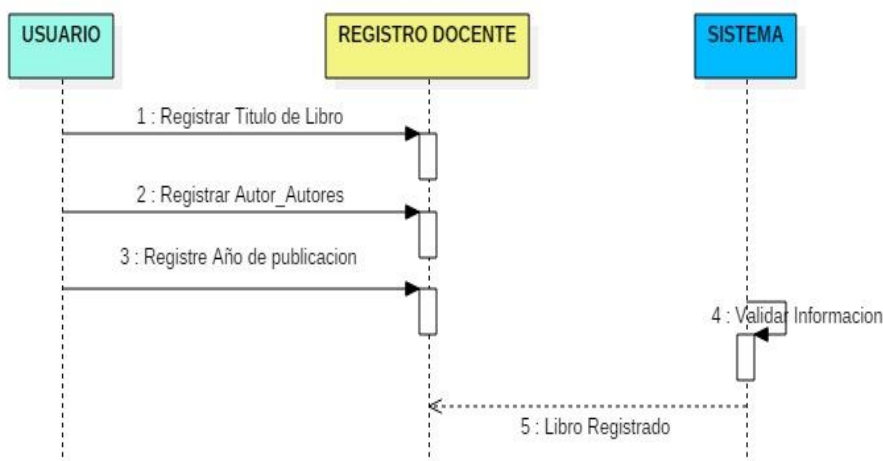 USUARIO
REGISTRO DOCENTE
SISTEMA
1 : Registrar Titulo de Libro
2 : Registrar Autor_Autores
3 : Registre Año de publicacion
4 : Validar Informacion
5 : Libro Registrado